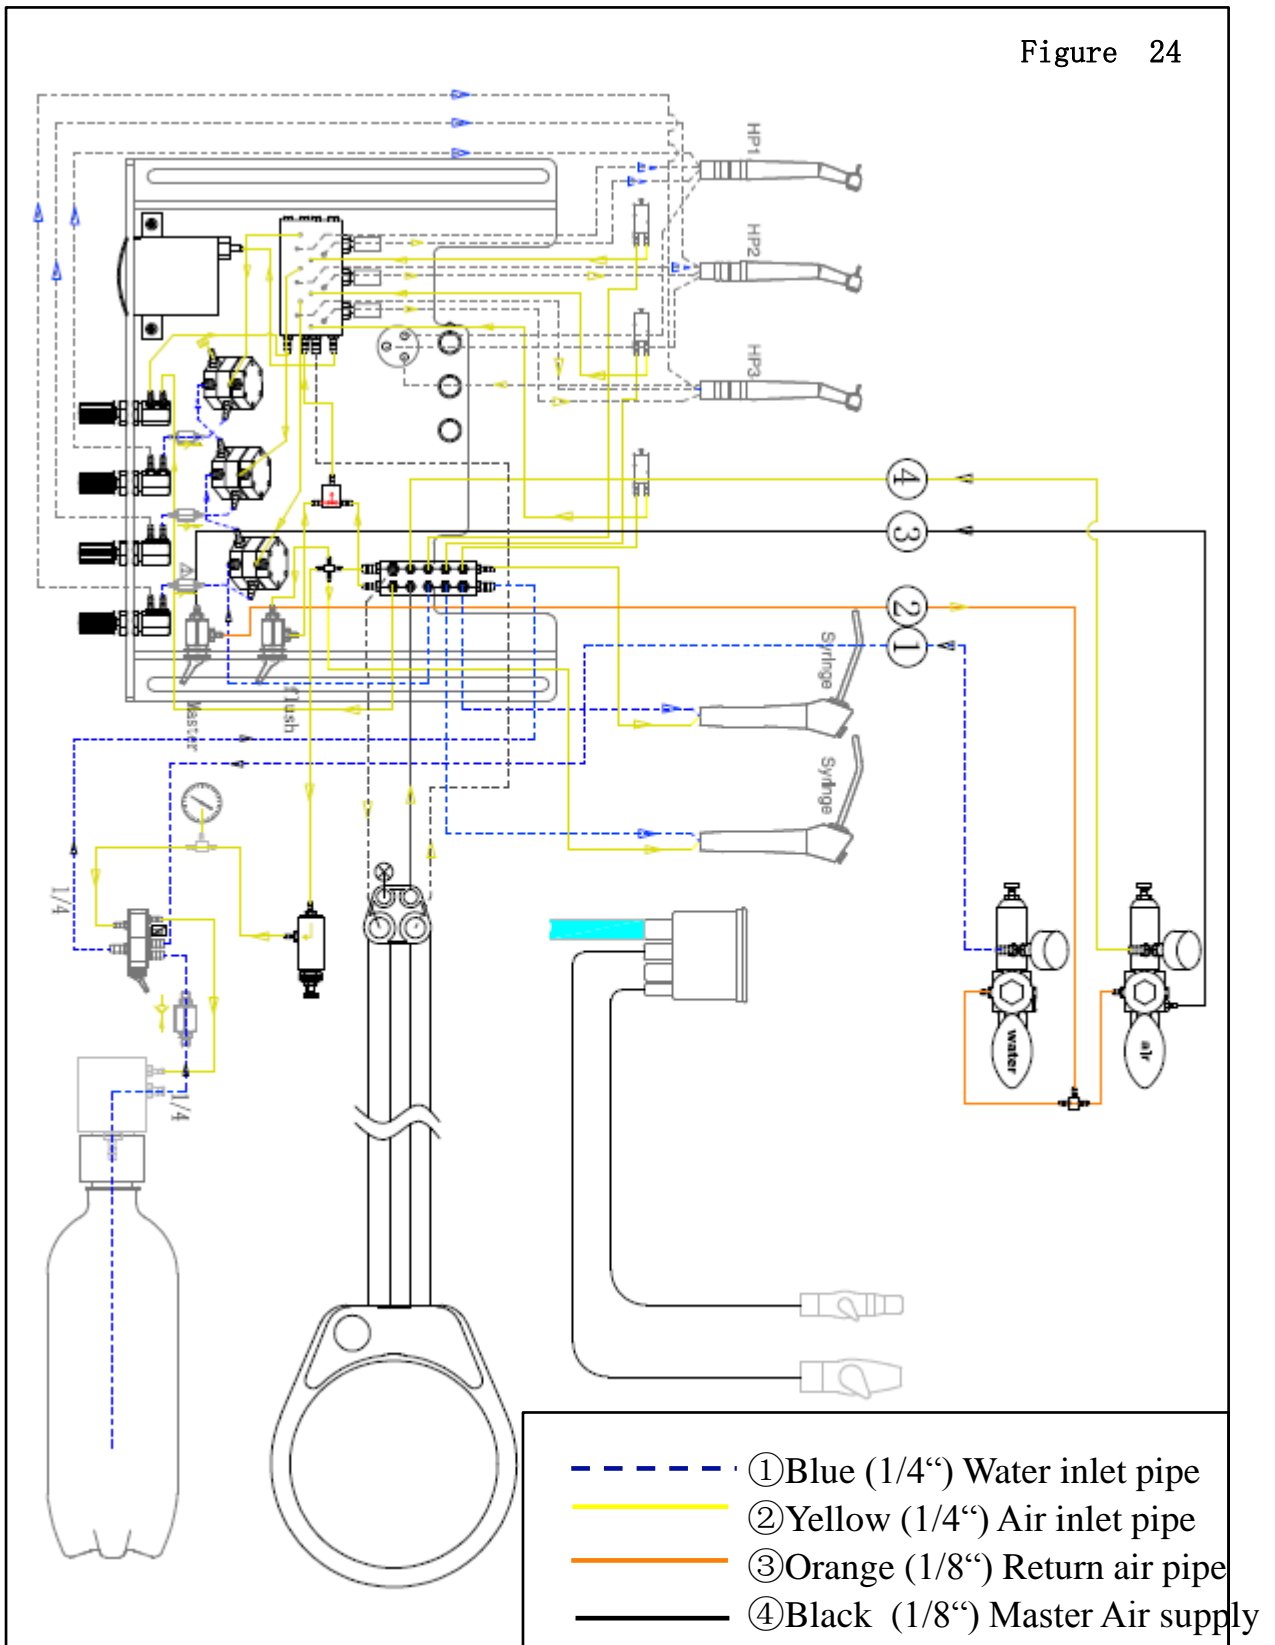 Figure 24
HP1
HP2
HP3
④
③
②
①
Syringe
Syringe
flush
Master
1/4
1/4
water
air
①Blue (1/4“) Water inlet pipe
②Yellow (1/4“) Air inlet pipe
③Orange (1/8“) Return air pipe
④Black (1/8“) Master Air supply